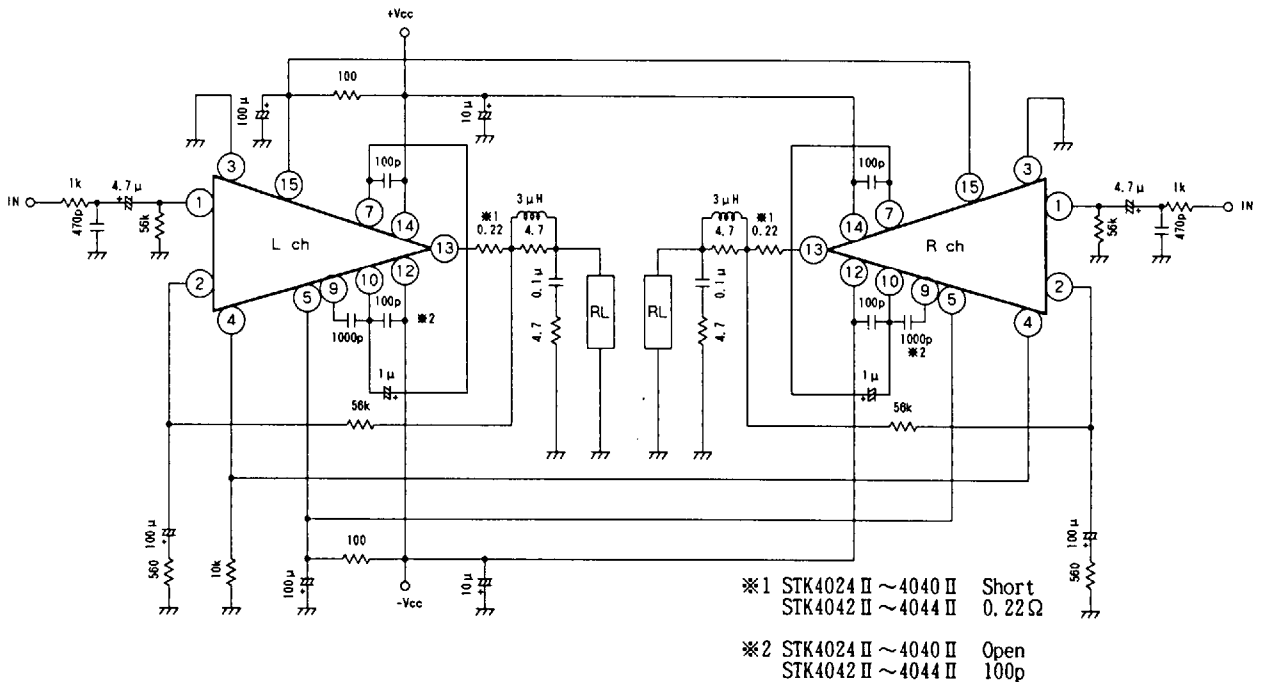 +Vcc
100
100μ
+
10μ
+
3
15
100p
7
14
1k
4.7μ
+
IN
470p
56k
1
2
L ch
13
※1
0.22
3μH
4.7
0.1μ
4.7
RL
4
5
9
10
12
1000p
100p
※2
1μ
+
56k
100μ
+
560
10k
100μ
+
100
-Vcc
10μ
+
3
15
100p
14
7
4.7μ
+
1k
IN
470p
56k
1
2
R ch
13
※1
0.22
3μH
4.7
0.1μ
4.7
RL
12
10
9
5
4
100p
1000p
※2
1μ
+
56k
100μ
+
560
※1 STK4024Ⅱ～4040Ⅱ Short
STK4042Ⅱ～4044Ⅱ 0.22Ω
※2 STK4024Ⅱ～4040Ⅱ Open
STK4042Ⅱ～4044Ⅱ 100p